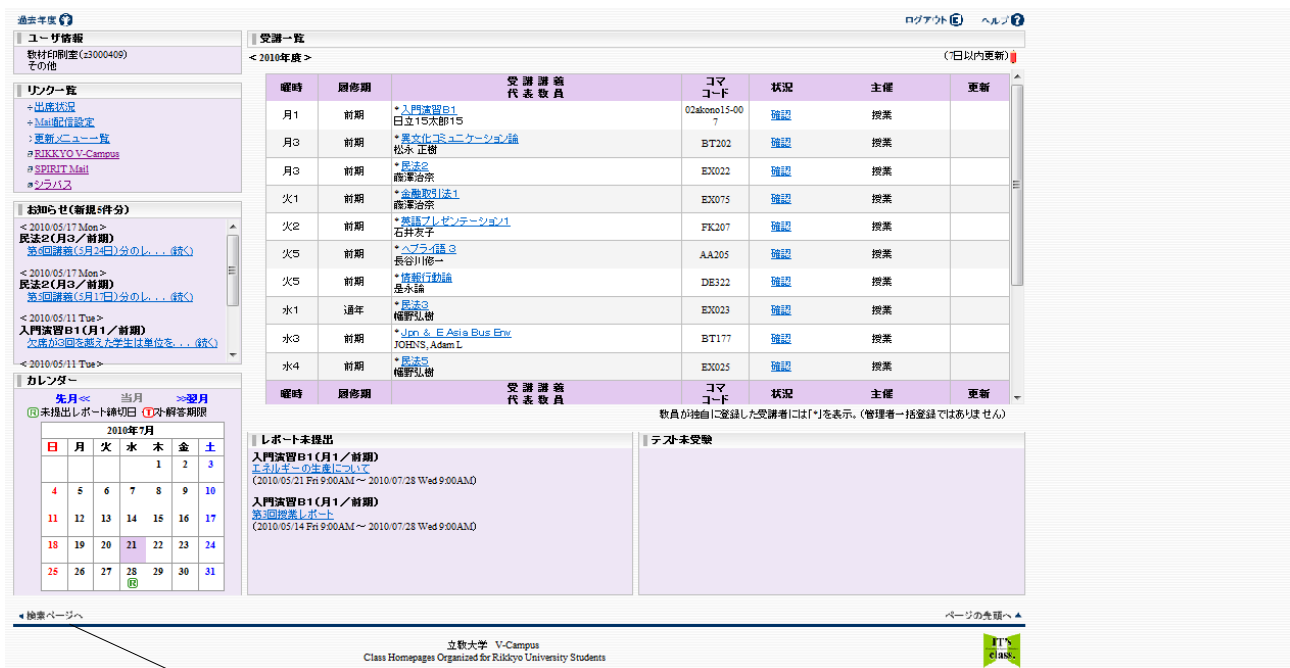 過去年度
ログアウト ヘルプ
ユーザ情報
教材印刷室(z3000409)
その他
リンク一覧
出席状況
Mail配信設定
更新メニュー一覧
RIKKYO V-Campus
SPIRIT Mail
シラバス
お知らせ(新規5件分)
< 2010/05/17 Mon >
民法2(月3／前期)
第6回講義(5月24日)分のレ．．．(続く)
< 2010/05/17 Mon >
民法2(月3／前期)
第5回講義(5月17日)分のレ．．．(続く)
< 2010/05/11 Tue >
入門演習B1(月1／前期)
欠席が3回を越えた学生は単位を．．．(続く)
< 2010/05/11 Tue >
カレンダー
先月<< 当月 >>翌月
R未提出レポート締切日 Tテスト解答期限
2010年7月
日 月 火 水 木 金 土
1 2 3
4 5 6 7 8 9 10
11 12 13 14 15 16 17
18 19 20 21 22 23 24
25 26 27 28 29 30 31
R
受講一覧
< 2010年度 >
(7日以内更新)
曜時 履修期 受講講義 代表教員 コマコード 状況 主催 更新
月1 前期 *入門演習B1 02akono15-007 確認 授業
日立15太郎15
月3 前期 *異文化コミュニケーション論 BT202 確認 授業
松永 正樹
月3 前期 *民法2 EX022 確認 授業
藤澤治奈
火1 前期 *金融取引法1 EX075 確認 授業
藤澤治奈
火2 前期 *英語プレゼンテーション1 FK207 確認 授業
石井友子
火5 前期 *ヘブライ語 3 AA205 確認 授業
長谷川修一
火5 前期 *情報行動論 DE322 確認 授業
是永論
水1 通年 *民法3 EX023 確認 授業
幡野弘樹
水3 前期 *Jpn & E Asia Bus Env BT177 確認 授業
JOHNS, Adam L
水4 前期 *民法5 EX025 確認 授業
幡野弘樹
曜時 履修期 受講講義 代表教員 コマコード 状況 主催 更新
教員が独自に登録した受講者には「*」を表示。(管理者一括登録ではありません)
レポート未提出
入門演習B1(月1／前期)
エネルギーの生産について
(2010/05/21 Fri 9:00AM ～ 2010/07/28 Wed 9:00AM)
入門演習B1(月1／前期)
第3回授業レポート
(2010/05/14 Fri 9:00AM ～ 2010/07/28 Wed 9:00AM)
テスト未受験
検索ページへ
ページの先頭へ
立教大学 V-Campus
Class Homepages Organized for Rikkyo University Students
IT's
class.